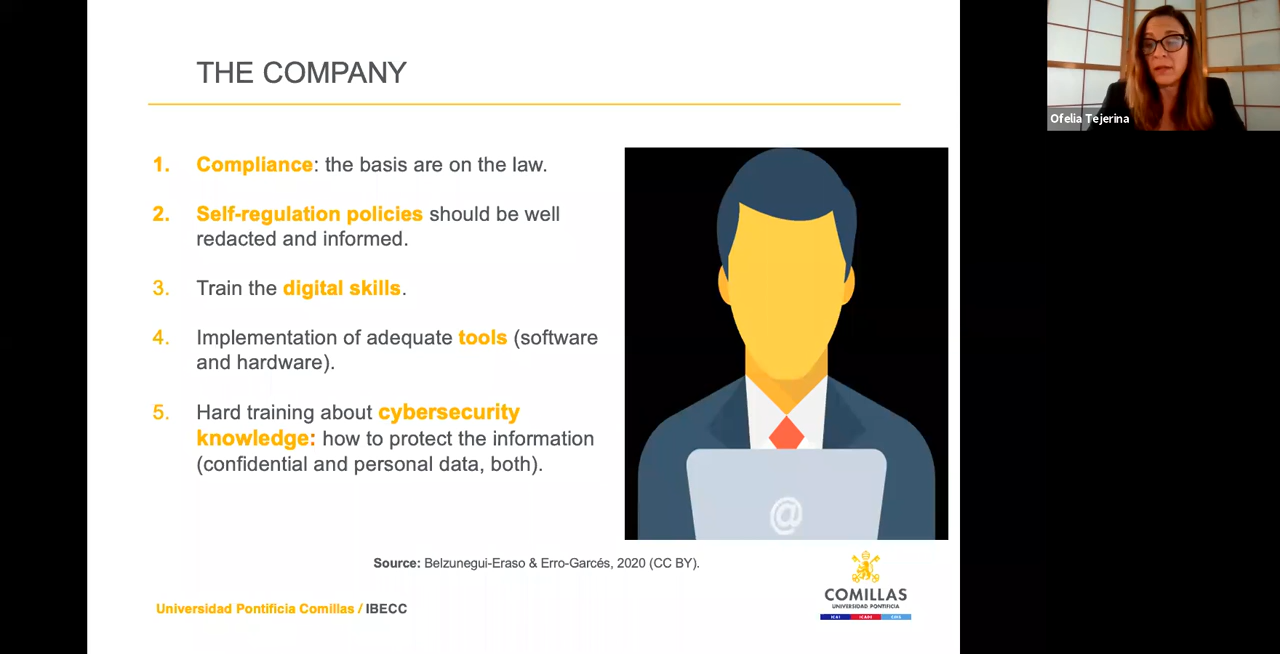 THE COMPANY
Ofelia Tejerina
1. Compliance: the basis are on the law.
2. Self-regulation policies should be well
redacted and informed.
3. Train the digital skills.
4. Implementation of adequate tools (software
and hardware).
5. Hard training about cybersecurity
knowledge: how to protect the information
(confidential and personal data, both).
@
Source: Belzunegui-Eraso & Erro-Garcés, 2020 (CC BY).
COMILLAS
UNIVERSIDAD PONTIFICIA
ICAI ICADE CIHS
Universidad Pontificia Comillas / IBECC